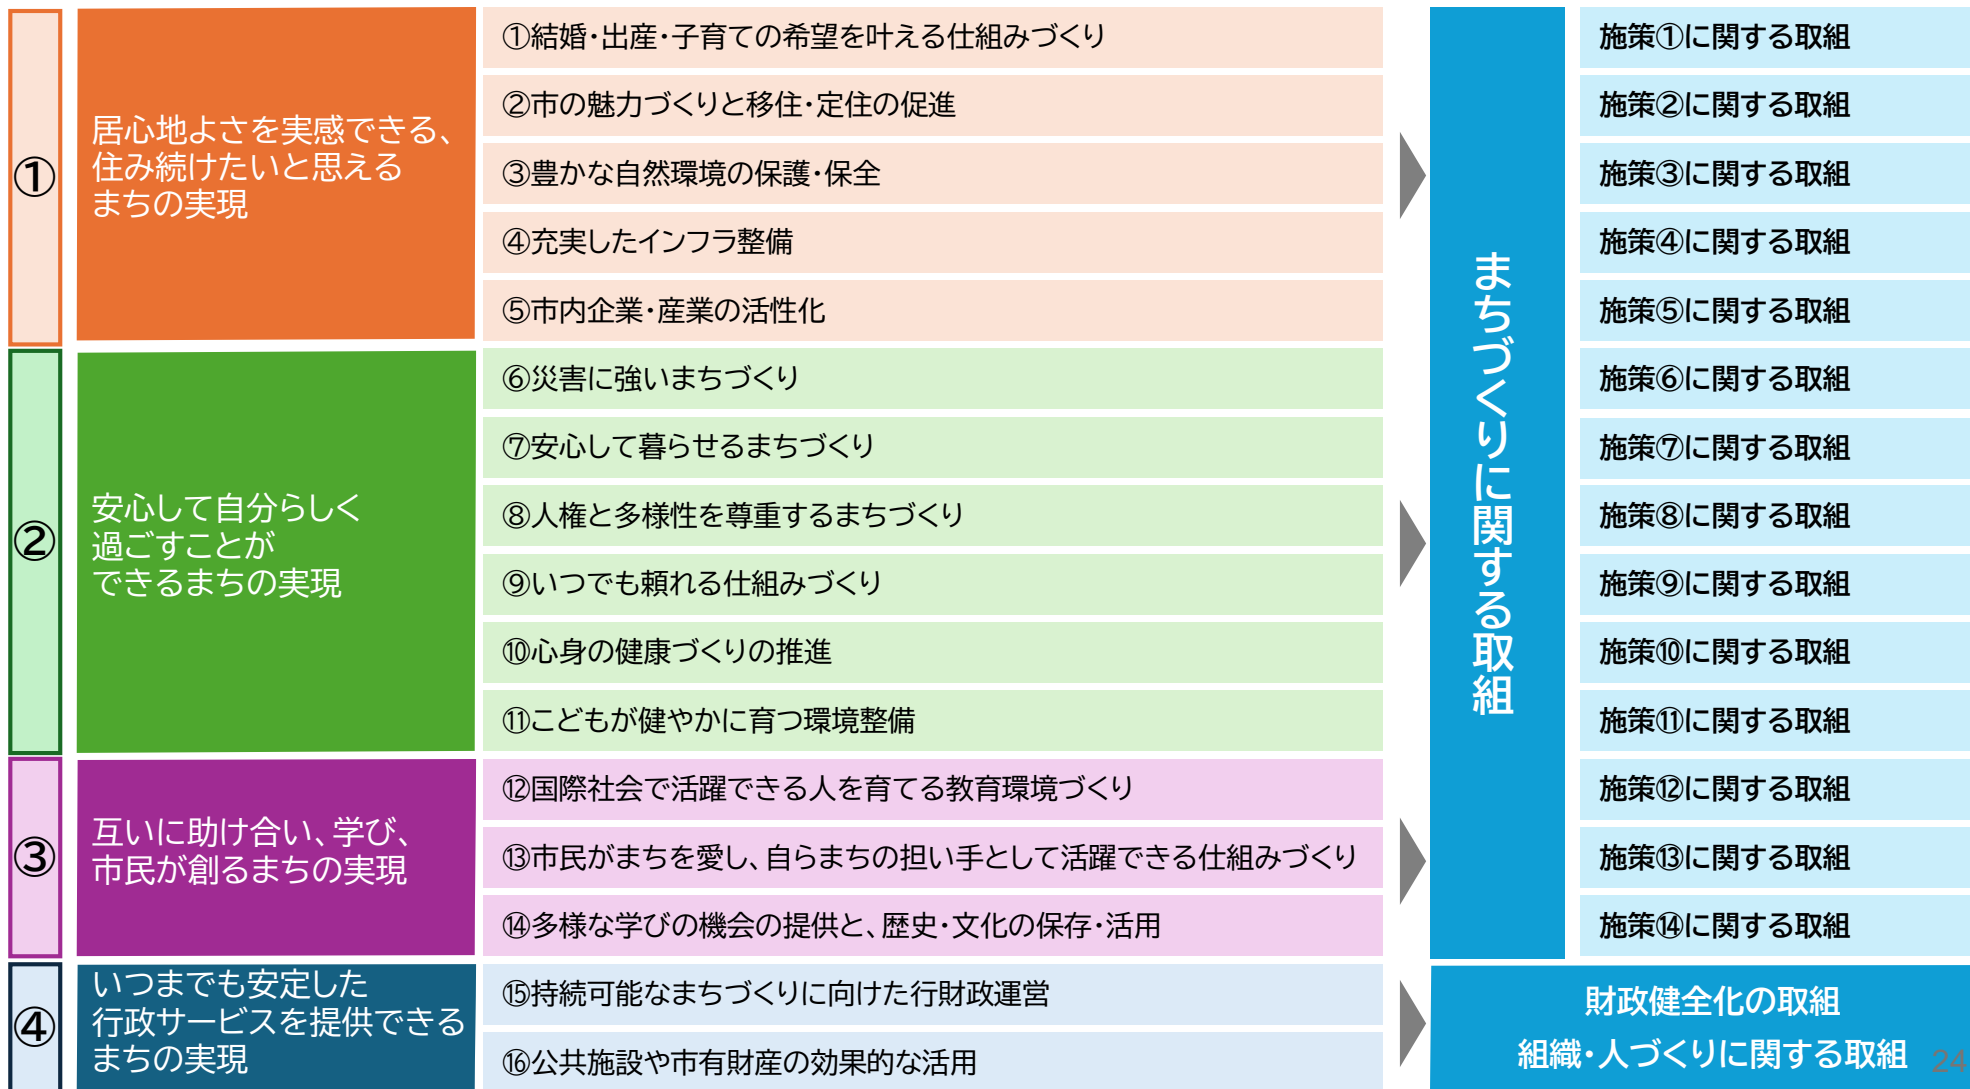 ①
居心地よさを実感できる、
住み続けたいと思える
まちの実現
①結婚・出産・子育ての希望を叶える仕組みづくり
②市の魅力づくりと移住・定住の促進
③豊かな自然環境の保護・保全
④充実したインフラ整備
⑤市内企業・産業の活性化
②
安心して自分らしく
過ごすことが
できるまちの実現
⑥災害に強いまちづくり
⑦安心して暮らせるまちづくり
⑧人権と多様性を尊重するまちづくり
⑨いつでも頼れる仕組みづくり
⑩心身の健康づくりの推進
⑪こどもが健やかに育つ環境整備
③
互いに助け合い、学び、
市民が創るまちの実現
⑫国際社会で活躍できる人を育てる教育環境づくり
⑬市民がまちを愛し、自らまちの担い手として活躍できる仕組みづくり
⑭多様な学びの機会の提供と、歴史・文化の保存・活用
④
いつまでも安定した
行政サービスを提供できる
まちの実現
⑮持続可能なまちづくりに向けた行財政運営
⑯公共施設や市有財産の効果的な活用
まちづくりに関する取組
施策①に関する取組
施策②に関する取組
施策③に関する取組
施策④に関する取組
施策⑤に関する取組
施策⑥に関する取組
施策⑦に関する取組
施策⑧に関する取組
施策⑨に関する取組
施策⑩に関する取組
施策⑪に関する取組
施策⑫に関する取組
施策⑬に関する取組
施策⑭に関する取組
財政健全化の取組
組織・人づくりに関する取組
24